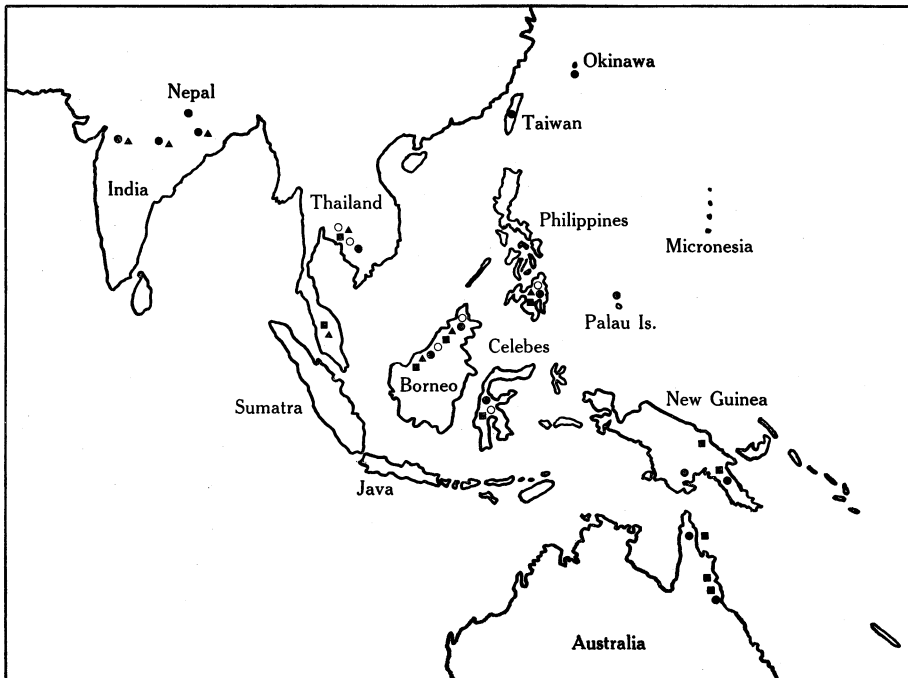 Okinawa
Nepal
Taiwan
India
Thailand
Philippines
Micronesia
Palau Is.
Celebes
Borneo
New Guinea
Sumatra
Java
Australia